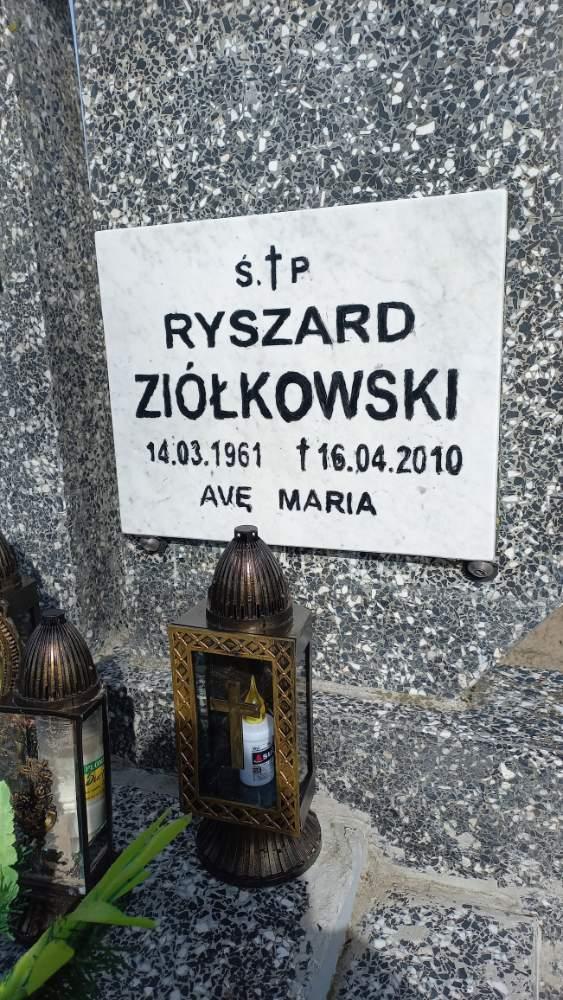 Ś.†P
RYSZARD
ZIÓŁKOWSKI
14.03.1961 †16.04.2010
AVĘ MARIA